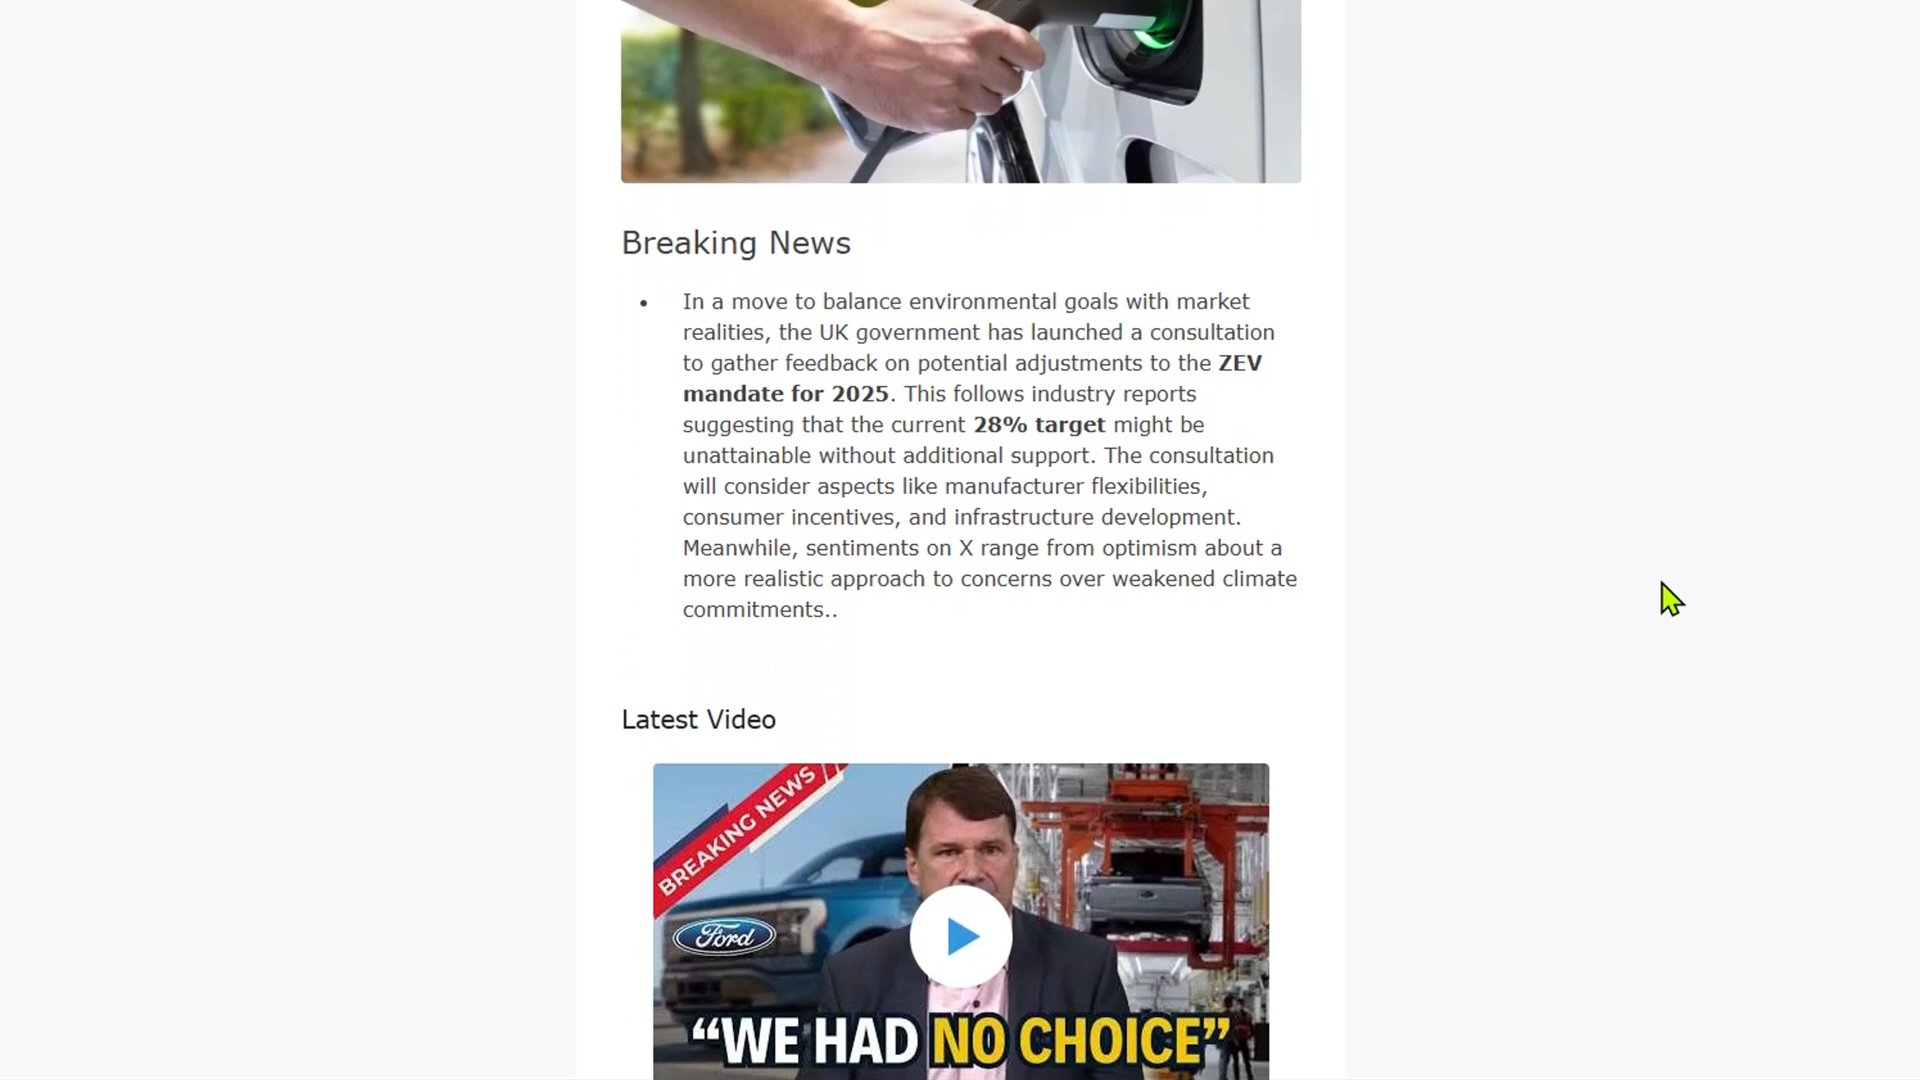 Breaking News
• In a move to balance environmental goals with market
realities, the UK government has launched a consultation
to gather feedback on potential adjustments to the ZEV
mandate for 2025. This follows industry reports
suggesting that the current 28% target might be
unattainable without additional support. The consultation
will consider aspects like manufacturer flexibilities,
consumer incentives, and infrastructure development.
Meanwhile, sentiments on X range from optimism about a
more realistic approach to concerns over weakened climate
commitments..
Latest Video
BREAKING NEWS
Ford
“WE HAD NO CHOICE”